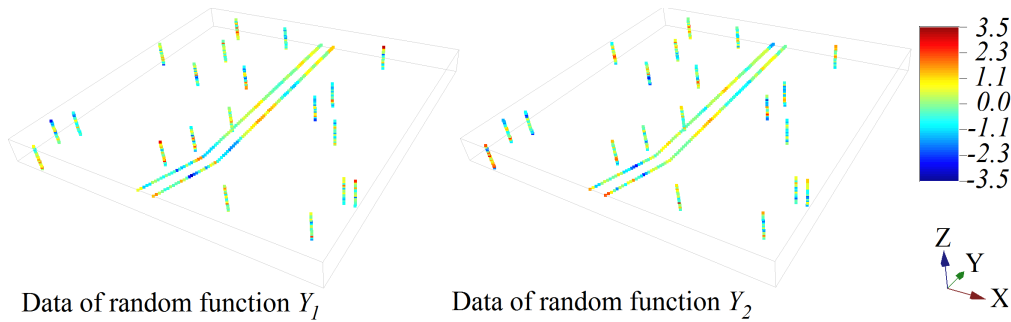 3.5
2.3
1.1
0.0
-1.1
-2.3
-3.5
Z
Y
X
Data of random function Y1
Data of random function Y2